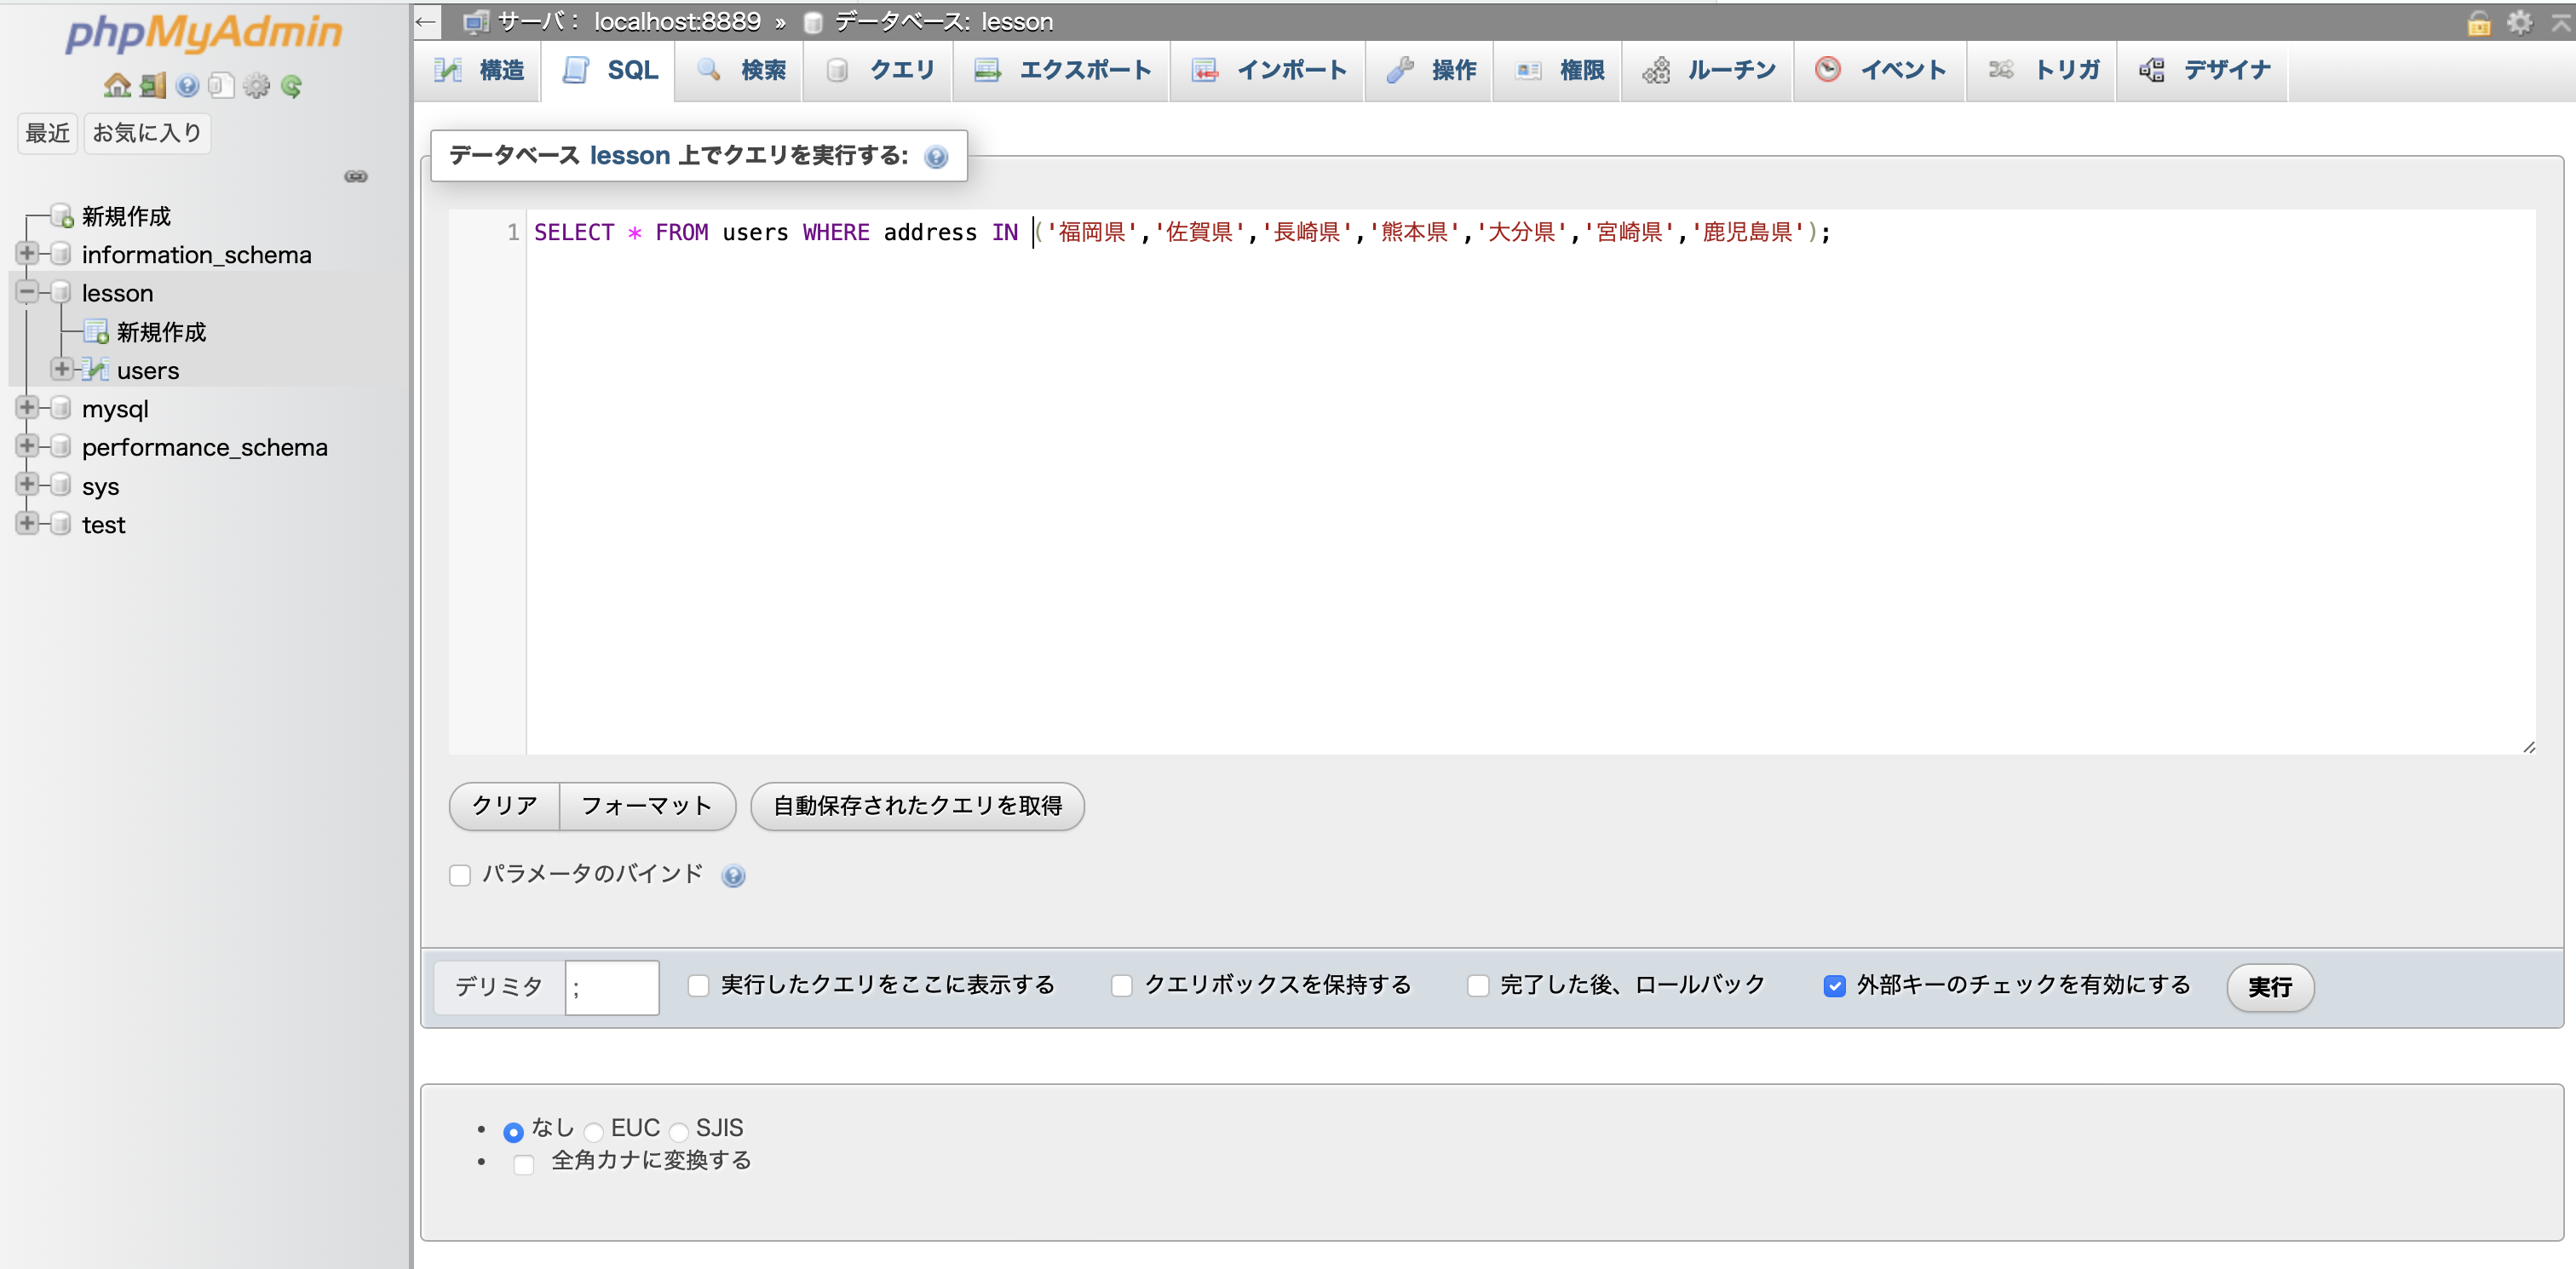 phpMyAdmin
最近 お気に入り
新規作成
information_schema
lesson
新規作成
users
mysql
performance_schema
sys
test
サーバ: localhost:8889 » データベース: lesson
構造 SQL 検索 クエリ エクスポート インポート 操作 権限 ルーチン イベント トリガ デザイナ
データベース lesson 上でクエリを実行する:
1 SELECT * FROM users WHERE address IN ('福岡県','佐賀県','長崎県','熊本県','大分県','宮崎県','鹿児島県');
クリア フォーマット 自動保存されたクエリを取得
パラメータのバインド
デリミタ ; 実行したクエリをここに表示する クエリボックスを保持する 完了した後、ロールバック 外部キーのチェックを有効にする 実行
なし EUC SJIS
全角カナに変換する